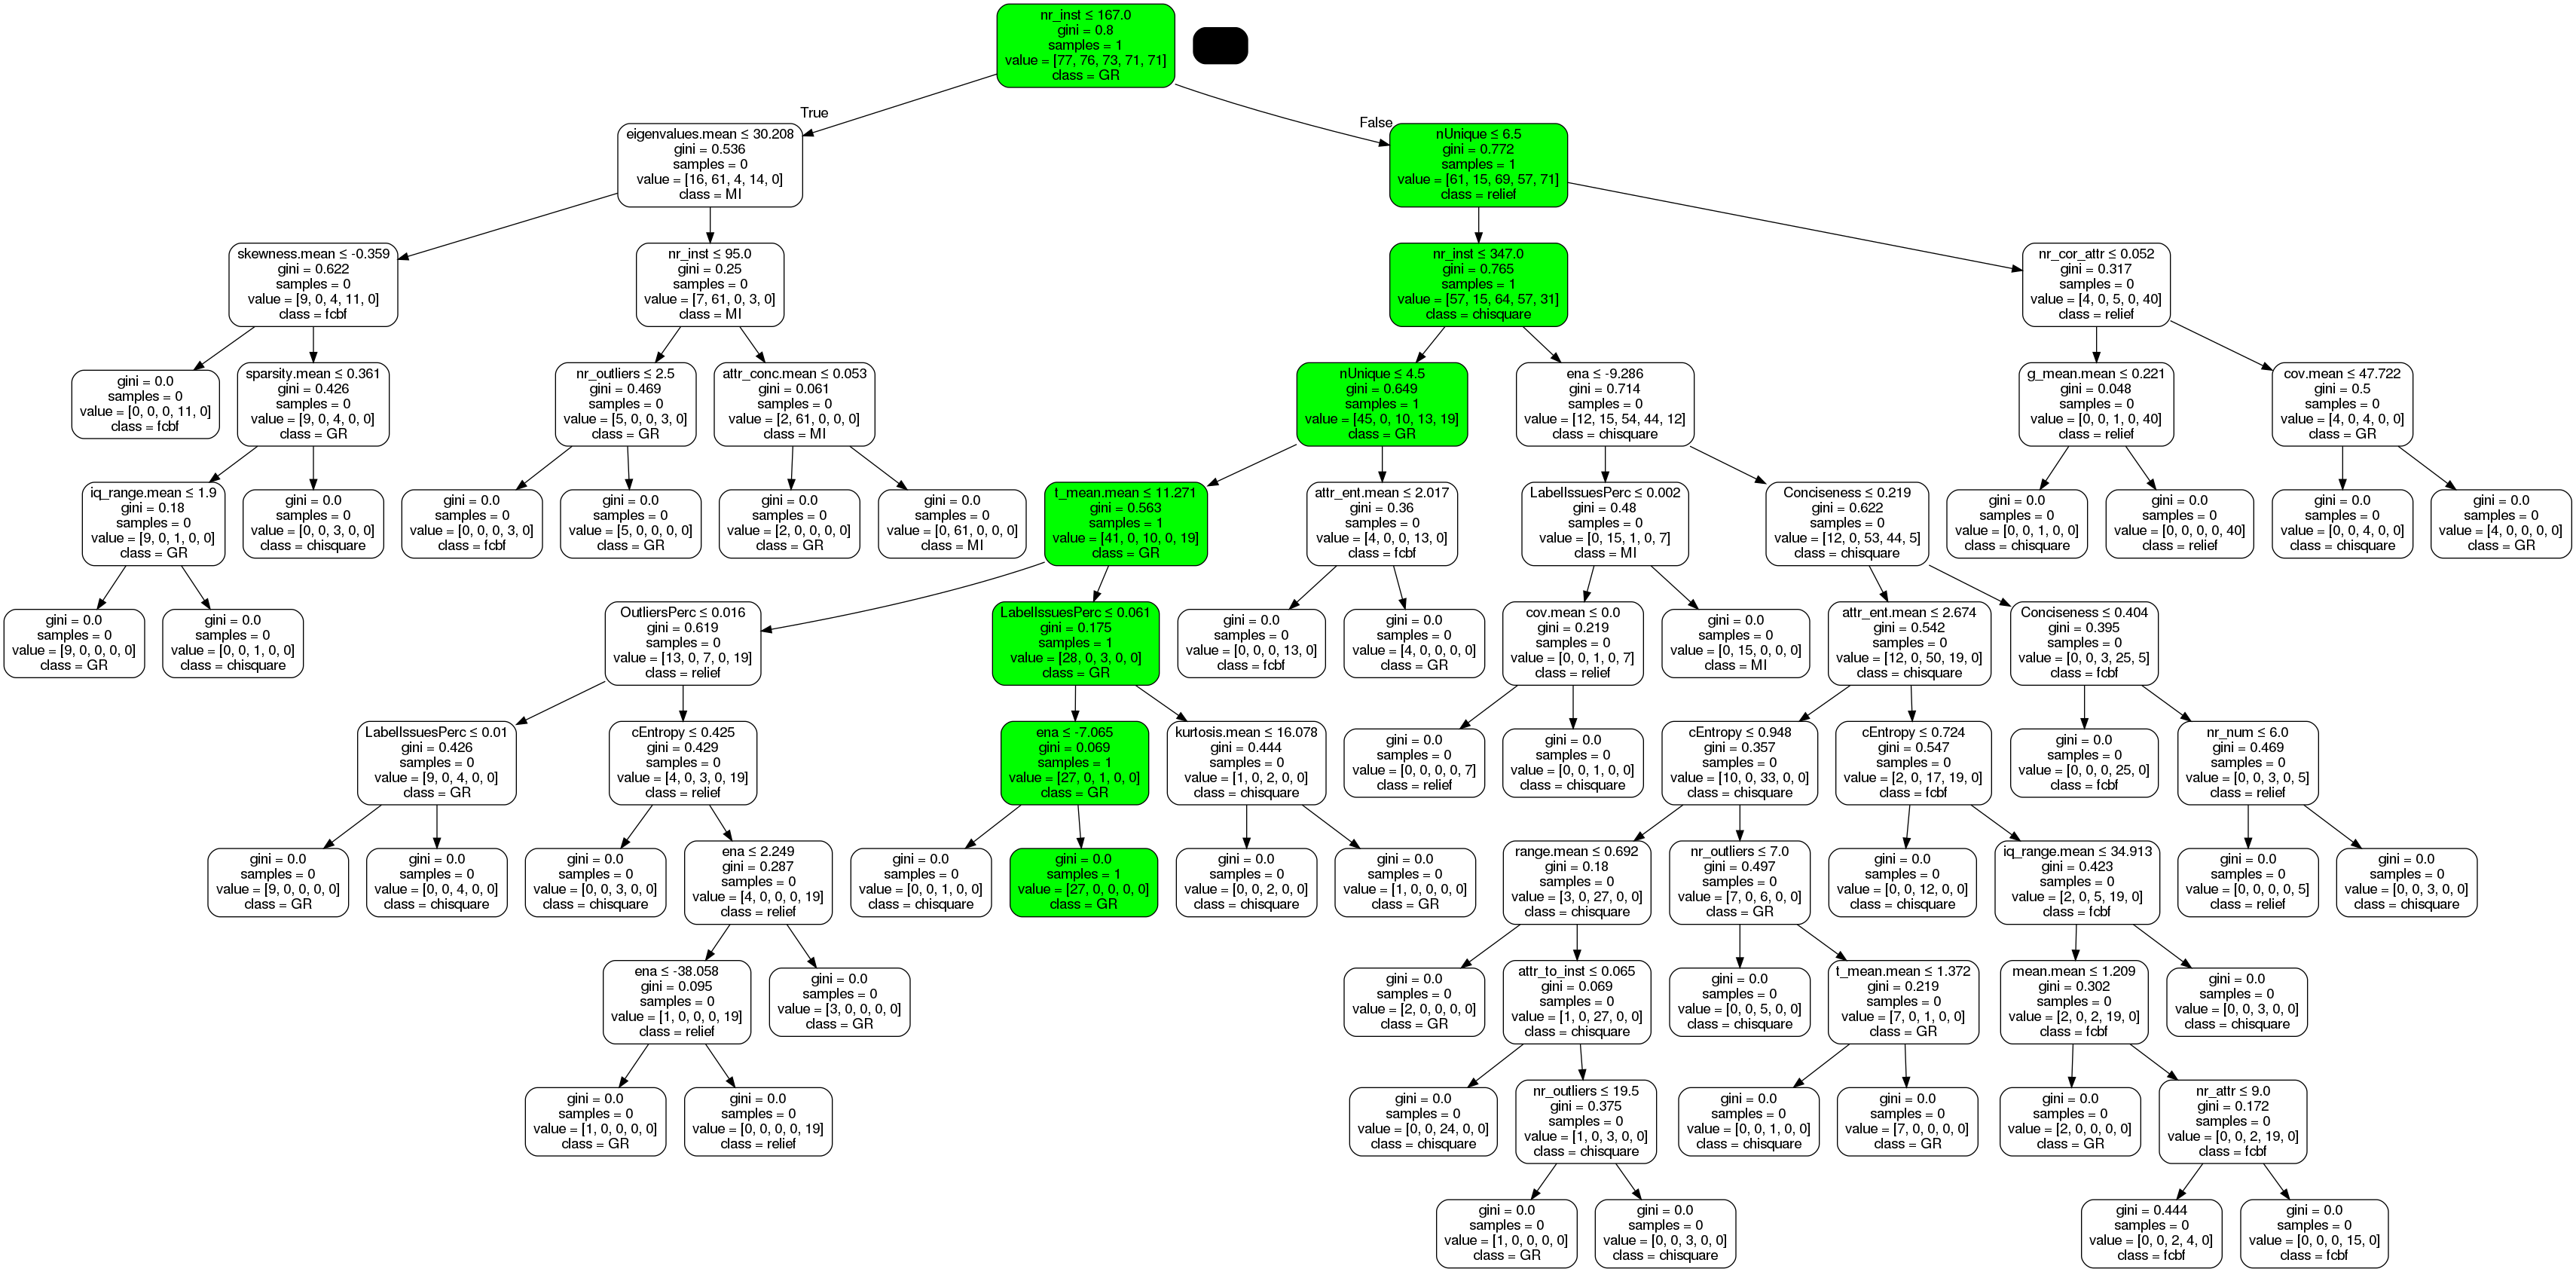 nr_inst ≤ 167.0
gini = 0.8
samples = 1
value = [77, 76, 73, 71, 71]
class = GR
True
False
eigenvalues.mean ≤ 30.208
gini = 0.536
samples = 0
value = [16, 61, 4, 14, 0]
class = MI
nUnique ≤ 6.5
gini = 0.772
samples = 1
value = [61, 15, 69, 57, 71]
class = relief
skewness.mean ≤ -0.359
gini = 0.622
samples = 0
value = [9, 0, 4, 11, 0]
class = fcbf
nr_inst ≤ 95.0
gini = 0.25
samples = 0
value = [7, 61, 0, 3, 0]
class = MI
nr_inst ≤ 347.0
gini = 0.765
samples = 1
value = [57, 15, 64, 57, 31]
class = chisquare
nr_cor_attr ≤ 0.052
gini = 0.317
samples = 0
value = [4, 0, 5, 0, 40]
class = relief
gini = 0.0
samples = 0
value = [0, 0, 0, 11, 0]
class = fcbf
sparsity.mean ≤ 0.361
gini = 0.426
samples = 0
value = [9, 0, 4, 0, 0]
class = GR
nr_outliers ≤ 2.5
gini = 0.469
samples = 0
value = [5, 0, 0, 3, 0]
class = GR
attr_conc.mean ≤ 0.053
gini = 0.061
samples = 0
value = [2, 61, 0, 0, 0]
class = MI
nUnique ≤ 4.5
gini = 0.649
samples = 1
value = [45, 0, 10, 13, 19]
class = GR
ena ≤ -9.286
gini = 0.714
samples = 0
value = [12, 15, 54, 44, 12]
class = chisquare
g_mean.mean ≤ 0.221
gini = 0.048
samples = 0
value = [0, 0, 1, 0, 40]
class = relief
cov.mean ≤ 47.722
gini = 0.5
samples = 0
value = [4, 0, 4, 0, 0]
class = GR
iq_range.mean ≤ 1.9
gini = 0.18
samples = 0
value = [9, 0, 1, 0, 0]
class = GR
gini = 0.0
samples = 0
value = [0, 0, 3, 0, 0]
class = chisquare
gini = 0.0
samples = 0
value = [0, 0, 0, 3, 0]
class = fcbf
gini = 0.0
samples = 0
value = [5, 0, 0, 0, 0]
class = GR
gini = 0.0
samples = 0
value = [2, 0, 0, 0, 0]
class = GR
gini = 0.0
samples = 0
value = [0, 61, 0, 0, 0]
class = MI
t_mean.mean ≤ 11.271
gini = 0.563
samples = 1
value = [41, 0, 10, 0, 19]
class = GR
attr_ent.mean ≤ 2.017
gini = 0.36
samples = 0
value = [4, 0, 0, 13, 0]
class = fcbf
LabelIssuesPerc ≤ 0.002
gini = 0.48
samples = 0
value = [0, 15, 1, 0, 7]
class = MI
Conciseness ≤ 0.219
gini = 0.622
samples = 0
value = [12, 0, 53, 44, 5]
class = chisquare
gini = 0.0
samples = 0
value = [0, 0, 1, 0, 0]
class = chisquare
gini = 0.0
samples = 0
value = [0, 0, 0, 0, 40]
class = relief
gini = 0.0
samples = 0
value = [0, 0, 4, 0, 0]
class = chisquare
gini = 0.0
samples = 0
value = [4, 0, 0, 0, 0]
class = GR
gini = 0.0
samples = 0
value = [9, 0, 0, 0, 0]
class = GR
gini = 0.0
samples = 0
value = [0, 0, 1, 0, 0]
class = chisquare
OutliersPerc ≤ 0.016
gini = 0.619
samples = 0
value = [13, 0, 7, 0, 19]
class = relief
LabelIssuesPerc ≤ 0.061
gini = 0.175
samples = 1
value = [28, 0, 3, 0, 0]
class = GR
gini = 0.0
samples = 0
value = [0, 0, 0, 13, 0]
class = fcbf
gini = 0.0
samples = 0
value = [4, 0, 0, 0, 0]
class = GR
cov.mean ≤ 0.0
gini = 0.219
samples = 0
value = [0, 0, 1, 0, 7]
class = relief
gini = 0.0
samples = 0
value = [0, 15, 0, 0, 0]
class = MI
attr_ent.mean ≤ 2.674
gini = 0.542
samples = 0
value = [12, 0, 50, 19, 0]
class = chisquare
Conciseness ≤ 0.404
gini = 0.395
samples = 0
value = [0, 0, 3, 25, 5]
class = fcbf
LabelIssuesPerc ≤ 0.01
gini = 0.426
samples = 0
value = [9, 0, 4, 0, 0]
class = GR
cEntropy ≤ 0.425
gini = 0.429
samples = 0
value = [4, 0, 3, 0, 19]
class = relief
ena ≤ -7.065
gini = 0.069
samples = 1
value = [27, 0, 1, 0, 0]
class = GR
kurtosis.mean ≤ 16.078
gini = 0.444
samples = 0
value = [1, 0, 2, 0, 0]
class = chisquare
gini = 0.0
samples = 0
value = [0, 0, 0, 0, 7]
class = relief
gini = 0.0
samples = 0
value = [0, 0, 1, 0, 0]
class = chisquare
cEntropy ≤ 0.948
gini = 0.357
samples = 0
value = [10, 0, 33, 0, 0]
class = chisquare
cEntropy ≤ 0.724
gini = 0.547
samples = 0
value = [2, 0, 17, 19, 0]
class = fcbf
gini = 0.0
samples = 0
value = [0, 0, 0, 25, 0]
class = fcbf
nr_num ≤ 6.0
gini = 0.469
samples = 0
value = [0, 0, 3, 0, 5]
class = relief
gini = 0.0
samples = 0
value = [9, 0, 0, 0, 0]
class = GR
gini = 0.0
samples = 0
value = [0, 0, 4, 0, 0]
class = chisquare
gini = 0.0
samples = 0
value = [0, 0, 3, 0, 0]
class = chisquare
ena ≤ 2.249
gini = 0.287
samples = 0
value = [4, 0, 0, 0, 19]
class = relief
gini = 0.0
samples = 0
value = [0, 0, 1, 0, 0]
class = chisquare
gini = 0.0
samples = 1
value = [27, 0, 0, 0, 0]
class = GR
gini = 0.0
samples = 0
value = [0, 0, 2, 0, 0]
class = chisquare
gini = 0.0
samples = 0
value = [1, 0, 0, 0, 0]
class = GR
range.mean ≤ 0.692
gini = 0.18
samples = 0
value = [3, 0, 27, 0, 0]
class = chisquare
nr_outliers ≤ 7.0
gini = 0.497
samples = 0
value = [7, 0, 6, 0, 0]
class = GR
gini = 0.0
samples = 0
value = [0, 0, 12, 0, 0]
class = chisquare
iq_range.mean ≤ 34.913
gini = 0.423
samples = 0
value = [2, 0, 5, 19, 0]
class = fcbf
gini = 0.0
samples = 0
value = [0, 0, 0, 0, 5]
class = relief
gini = 0.0
samples = 0
value = [0, 0, 3, 0, 0]
class = chisquare
ena ≤ -38.058
gini = 0.095
samples = 0
value = [1, 0, 0, 0, 19]
class = relief
gini = 0.0
samples = 0
value = [3, 0, 0, 0, 0]
class = GR
gini = 0.0
samples = 0
value = [2, 0, 0, 0, 0]
class = GR
attr_to_inst ≤ 0.065
gini = 0.069
samples = 0
value = [1, 0, 27, 0, 0]
class = chisquare
gini = 0.0
samples = 0
value = [0, 0, 5, 0, 0]
class = chisquare
t_mean.mean ≤ 1.372
gini = 0.219
samples = 0
value = [7, 0, 1, 0, 0]
class = GR
mean.mean ≤ 1.209
gini = 0.302
samples = 0
value = [2, 0, 2, 19, 0]
class = fcbf
gini = 0.0
samples = 0
value = [0, 0, 3, 0, 0]
class = chisquare
gini = 0.0
samples = 0
value = [1, 0, 0, 0, 0]
class = GR
gini = 0.0
samples = 0
value = [0, 0, 0, 0, 19]
class = relief
gini = 0.0
samples = 0
value = [0, 0, 24, 0, 0]
class = chisquare
nr_outliers ≤ 19.5
gini = 0.375
samples = 0
value = [1, 0, 3, 0, 0]
class = chisquare
gini = 0.0
samples = 0
value = [0, 0, 1, 0, 0]
class = chisquare
gini = 0.0
samples = 0
value = [7, 0, 0, 0, 0]
class = GR
gini = 0.0
samples = 0
value = [2, 0, 0, 0, 0]
class = GR
nr_attr ≤ 9.0
gini = 0.172
samples = 0
value = [0, 0, 2, 19, 0]
class = fcbf
gini = 0.0
samples = 0
value = [1, 0, 0, 0, 0]
class = GR
gini = 0.0
samples = 0
value = [0, 0, 3, 0, 0]
class = chisquare
gini = 0.444
samples = 0
value = [0, 0, 2, 4, 0]
class = fcbf
gini = 0.0
samples = 0
value = [0, 0, 0, 15, 0]
class = fcbf